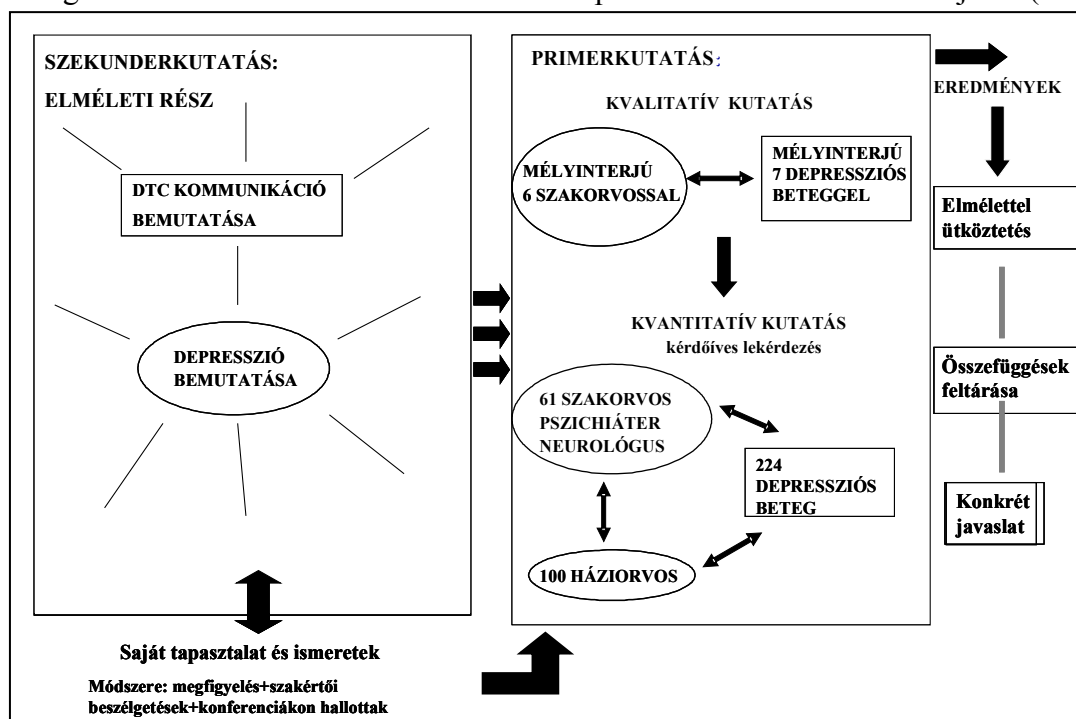 SZEKUNDERKUTATÁS:
ELMÉLETI RÉSZ
DTC KOMMUNIKÁCIÓ
BEMUTATÁSA
DEPRESSZIÓ
BEMUTATÁSA
Saját tapasztalat és ismeretek
Módszere: megfigyelés+szakértői
beszélgetések+konferenciákon hallottak
PRIMERKUTATÁS:
KVALITATÍV KUTATÁS
MÉLYINTERJÚ
6 SZAKORVOSSAL
MÉLYINTERJÚ
7 DEPRESSZIÓS
BETEGGEL
KVANTITATÍV KUTATÁS
kérdőíves lekérdezés
61 SZAKORVOS
PSZICHIÁTER
NEUROLÓGUS
224
DEPRESSZIÓS
BETEG
100 HÁZIORVOS
EREDMÉNYEK
Elmélettel
ütköztetés
Összefüggések
feltárása
Konkrét
javaslat